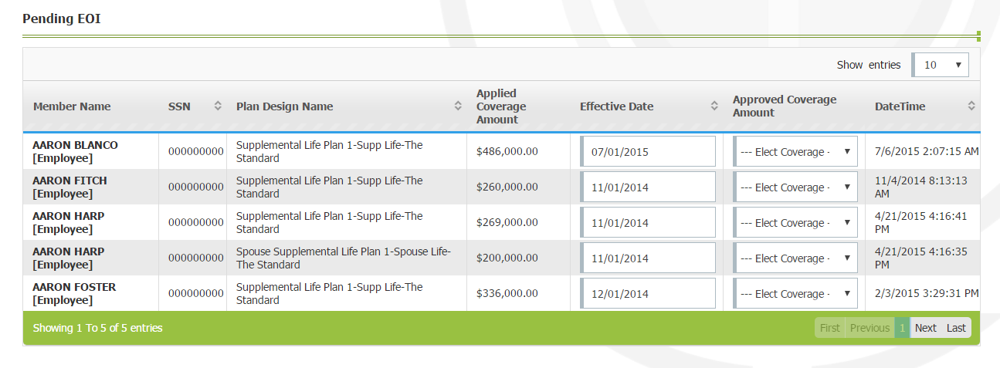 Pending EOI
Show entries 10
Member Name SSN Plan Design Name Applied Coverage Amount Effective Date Approved Coverage Amount DateTime
AARON BLANCO [Employee] 000000000 Supplemental Life Plan 1-Supp Life-The Standard $486,000.00 07/01/2015 --- Elect Coverage - 7/6/2015 2:07:15 AM
AARON FITCH [Employee] 000000000 Supplemental Life Plan 1-Supp Life-The Standard $260,000.00 11/01/2014 --- Elect Coverage - 11/4/2014 8:13:13 AM
AARON HARP [Employee] 000000000 Supplemental Life Plan 1-Supp Life-The Standard $269,000.00 11/01/2014 --- Elect Coverage - 4/21/2015 4:16:41 PM
AARON HARP [Employee] 000000000 Spouse Supplemental Life Plan 1-Spouse Life-The Standard $200,000.00 11/01/2014 --- Elect Coverage - 4/21/2015 4:16:35 PM
AARON FOSTER [Employee] 000000000 Supplemental Life Plan 1-Supp Life-The Standard $336,000.00 12/01/2014 --- Elect Coverage - 2/3/2015 3:29:31 PM
Showing 1 To 5 of 5 entries First Previous 1 Next Last